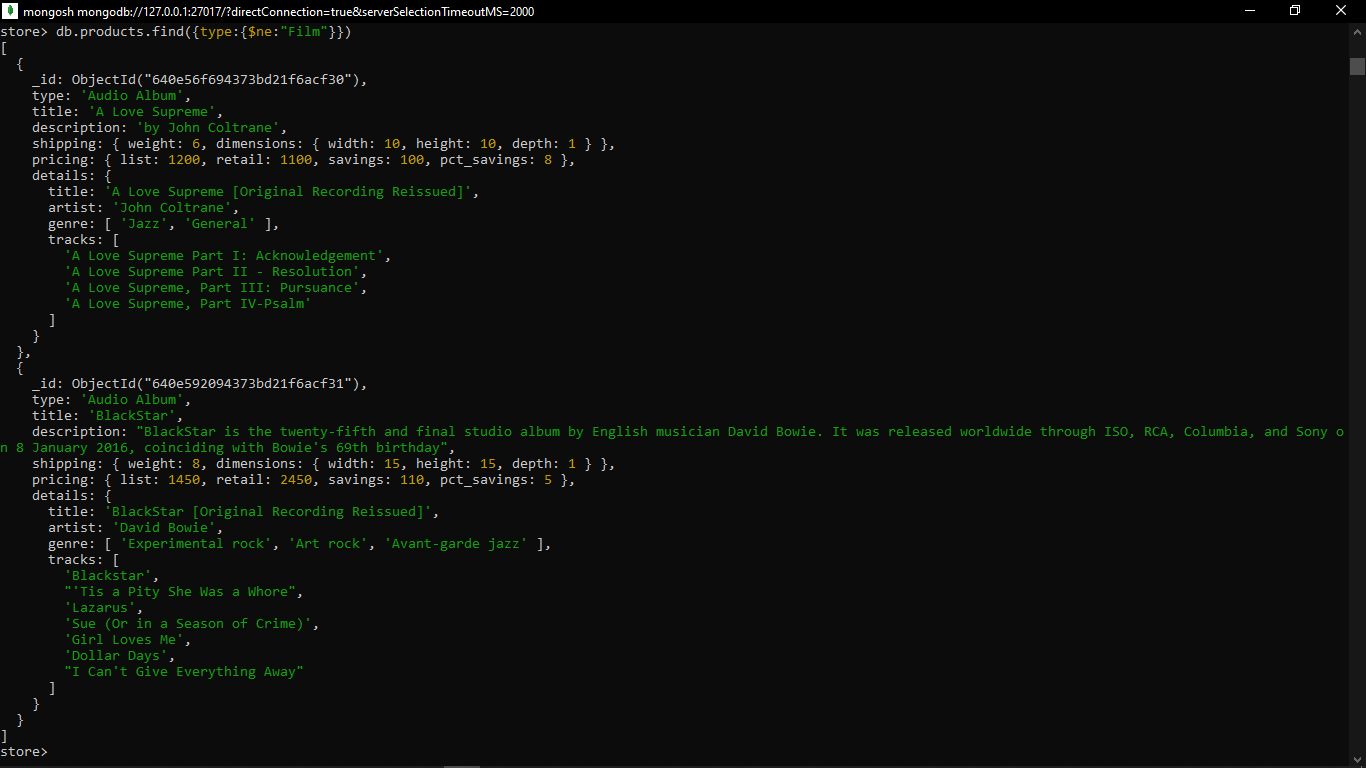 mongosh mongodb://127.0.0.1:27017/?directConnection=true&serverSelectionTimeoutMS=2000
store> db.products.find({type:{$ne:"Film"}})
[
  {
    _id: ObjectId("640e56f694373bd21f6acf30"),
    type: 'Audio Album',
    title: 'A Love Supreme',
    description: 'by John Coltrane',
    shipping: { weight: 6, dimensions: { width: 10, height: 10, depth: 1 } },
    pricing: { list: 1200, retail: 1100, savings: 100, pct_savings: 8 },
    details: {
      title: 'A Love Supreme [Original Recording Reissued]',
      artist: 'John Coltrane',
      genre: [ 'Jazz', 'General' ],
      tracks: [
        'A Love Supreme Part I: Acknowledgement',
        'A Love Supreme Part II - Resolution',
        'A Love Supreme, Part III: Pursuance',
        'A Love Supreme, Part IV-Psalm'
      ]
    }
  },
  {
    _id: ObjectId("640e592094373bd21f6acf31"),
    type: 'Audio Album',
    title: 'BlackStar',
    description: "BlackStar is the twenty-fifth and final studio album by English musician David Bowie. It was released worldwide through ISO, RCA, Columbia, and Sony o
n 8 January 2016, coinciding with Bowie's 69th birthday",
    shipping: { weight: 8, dimensions: { width: 15, height: 15, depth: 1 } },
    pricing: { list: 1450, retail: 2450, savings: 110, pct_savings: 5 },
    details: {
      title: 'BlackStar [Original Recording Reissued]',
      artist: 'David Bowie',
      genre: [ 'Experimental rock', 'Art rock', 'Avant-garde jazz' ],
      tracks: [
        'Blackstar',
        "'Tis a Pity She Was a Whore",
        'Lazarus',
        'Sue (Or in a Season of Crime)',
        'Girl Loves Me',
        'Dollar Days',
        "I Can't Give Everything Away"
      ]
    }
  }
]
store>